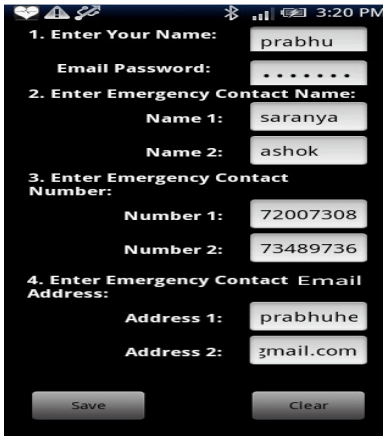 3:20 PM
1. Enter Your Name: prabhu
Email Password: .......
2. Enter Emergency Contact Name:
Name 1: saranya
Name 2: ashok
3. Enter Emergency Contact
Number:
Number 1: 72007308
Number 2: 73489736
4. Enter Emergency Contact Email
Address:
Address 1: prabhuhe
Address 2: gmail.com
Save Clear